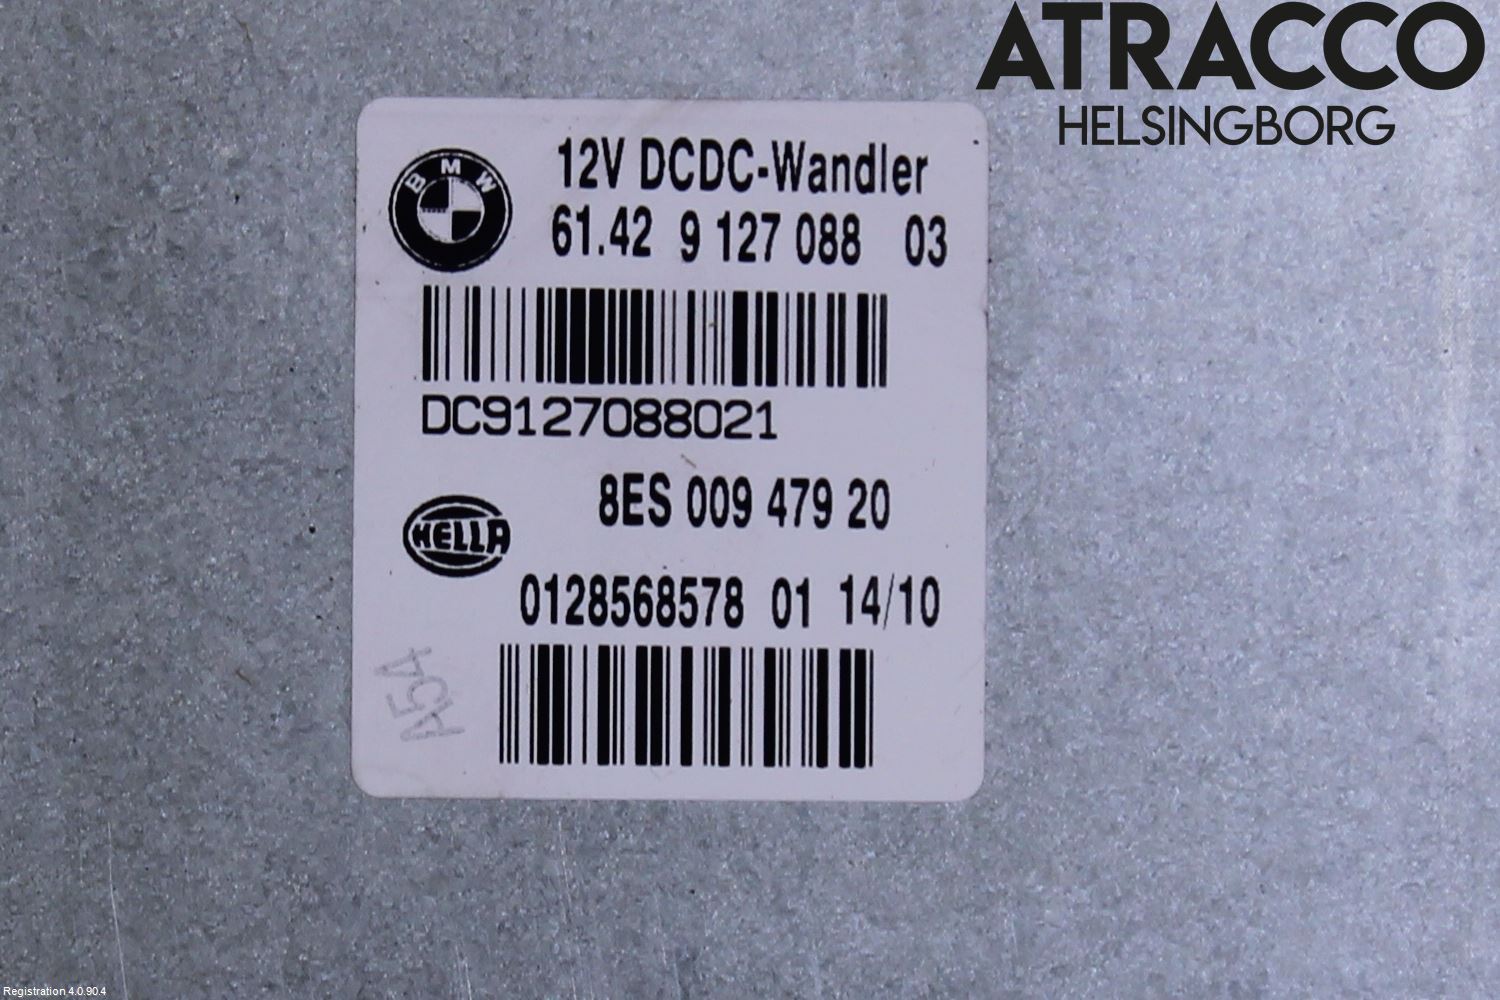 ATRACCO
HELSINGBORG
BMW
12V DCDC-Wandler
61.42 9 127 088 03
DC9127088021
8ES 009 479 20
HELLA
0128568578 01 14/10
A54
Registration 4.0.90.4